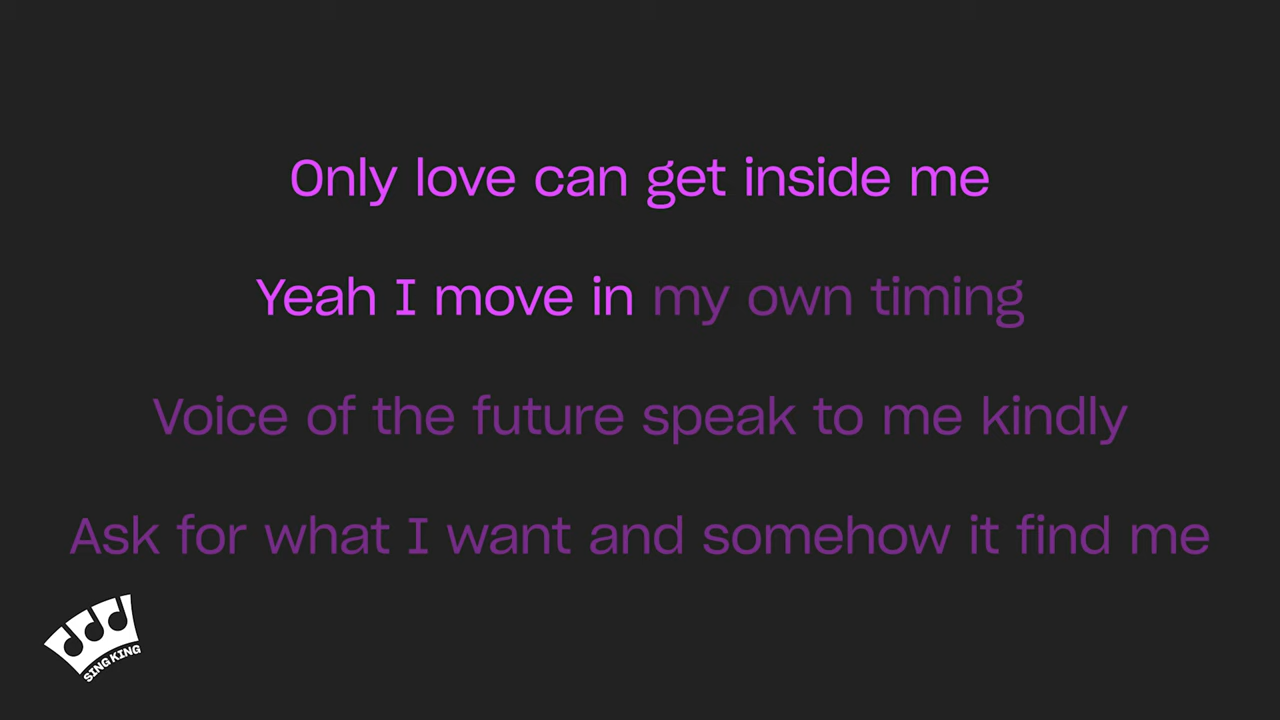 Only love can get inside me
Yeah I move in my own timing
Voice of the future speak to me kindly
Ask for what I want and somehow it find me
SING KING